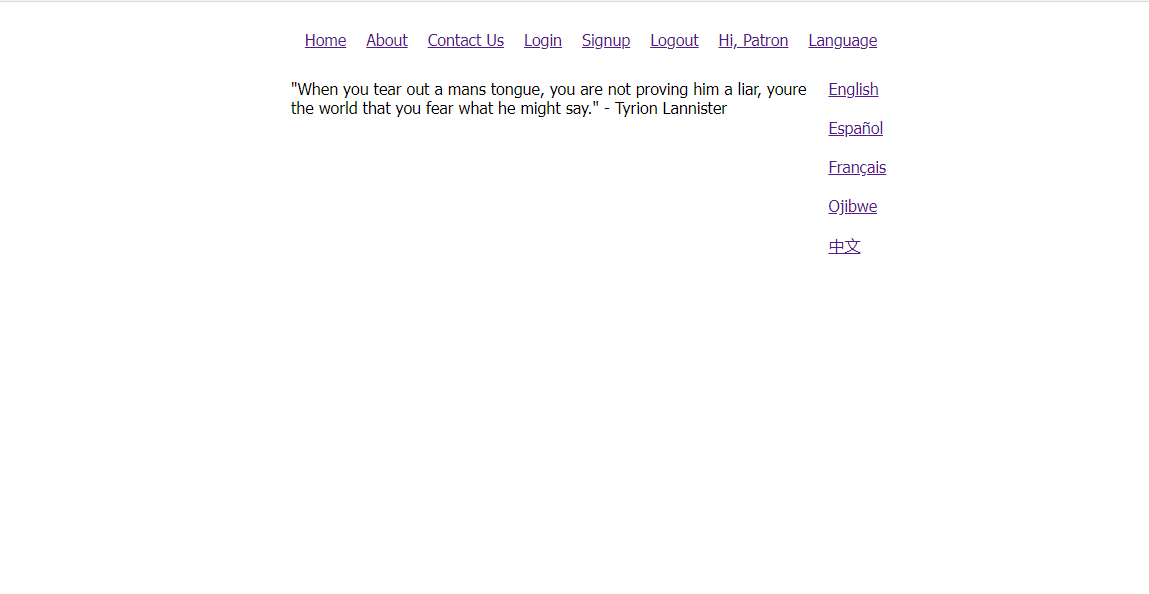 Home About Contact Us Login Signup Logout Hi, Patron Language
"When you tear out a mans tongue, you are not proving him a liar, youre
the world that you fear what he might say." - Tyrion Lannister
English
Español
Français
Ojibwe
中文